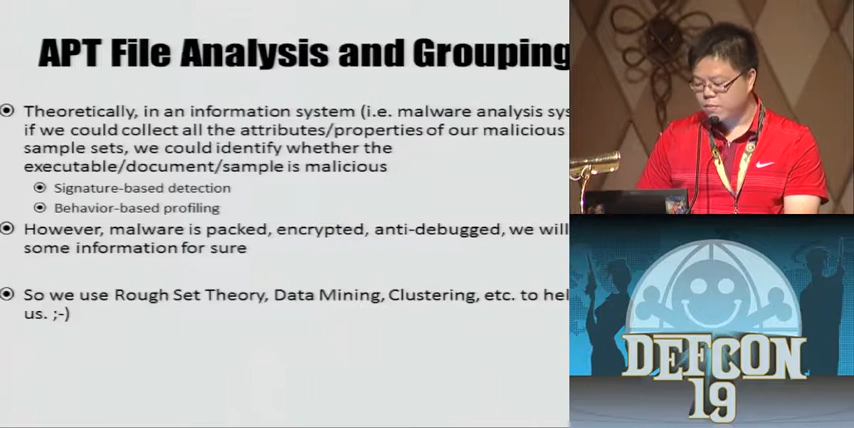 APT File Analysis and Grouping
Theoretically, in an information system (i.e. malware analysis sys
if we could collect all the attributes/properties of our malicious
sample sets, we could identify whether the
executable/document/sample is malicious
Signature-based detection
Behavior-based profiling
However, malware is packed, encrypted, anti-debugged, we will
some information for sure
So we use Rough Set Theory, Data Mining, Clustering, etc. to hel
us. ;-)
DEFCON
19